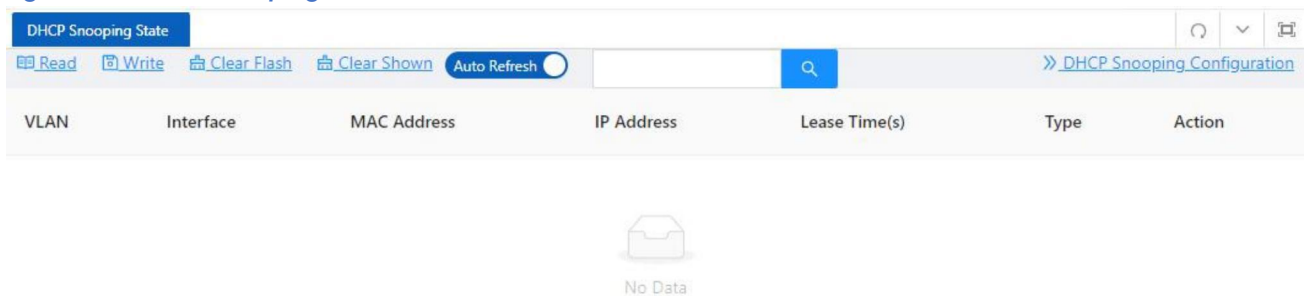 DHCP Snooping State
Read Write Clear Flash Clear Shown Auto Refresh » DHCP Snooping Configuration
VLAN Interface MAC Address IP Address Lease Time(s) Type Action
No Data